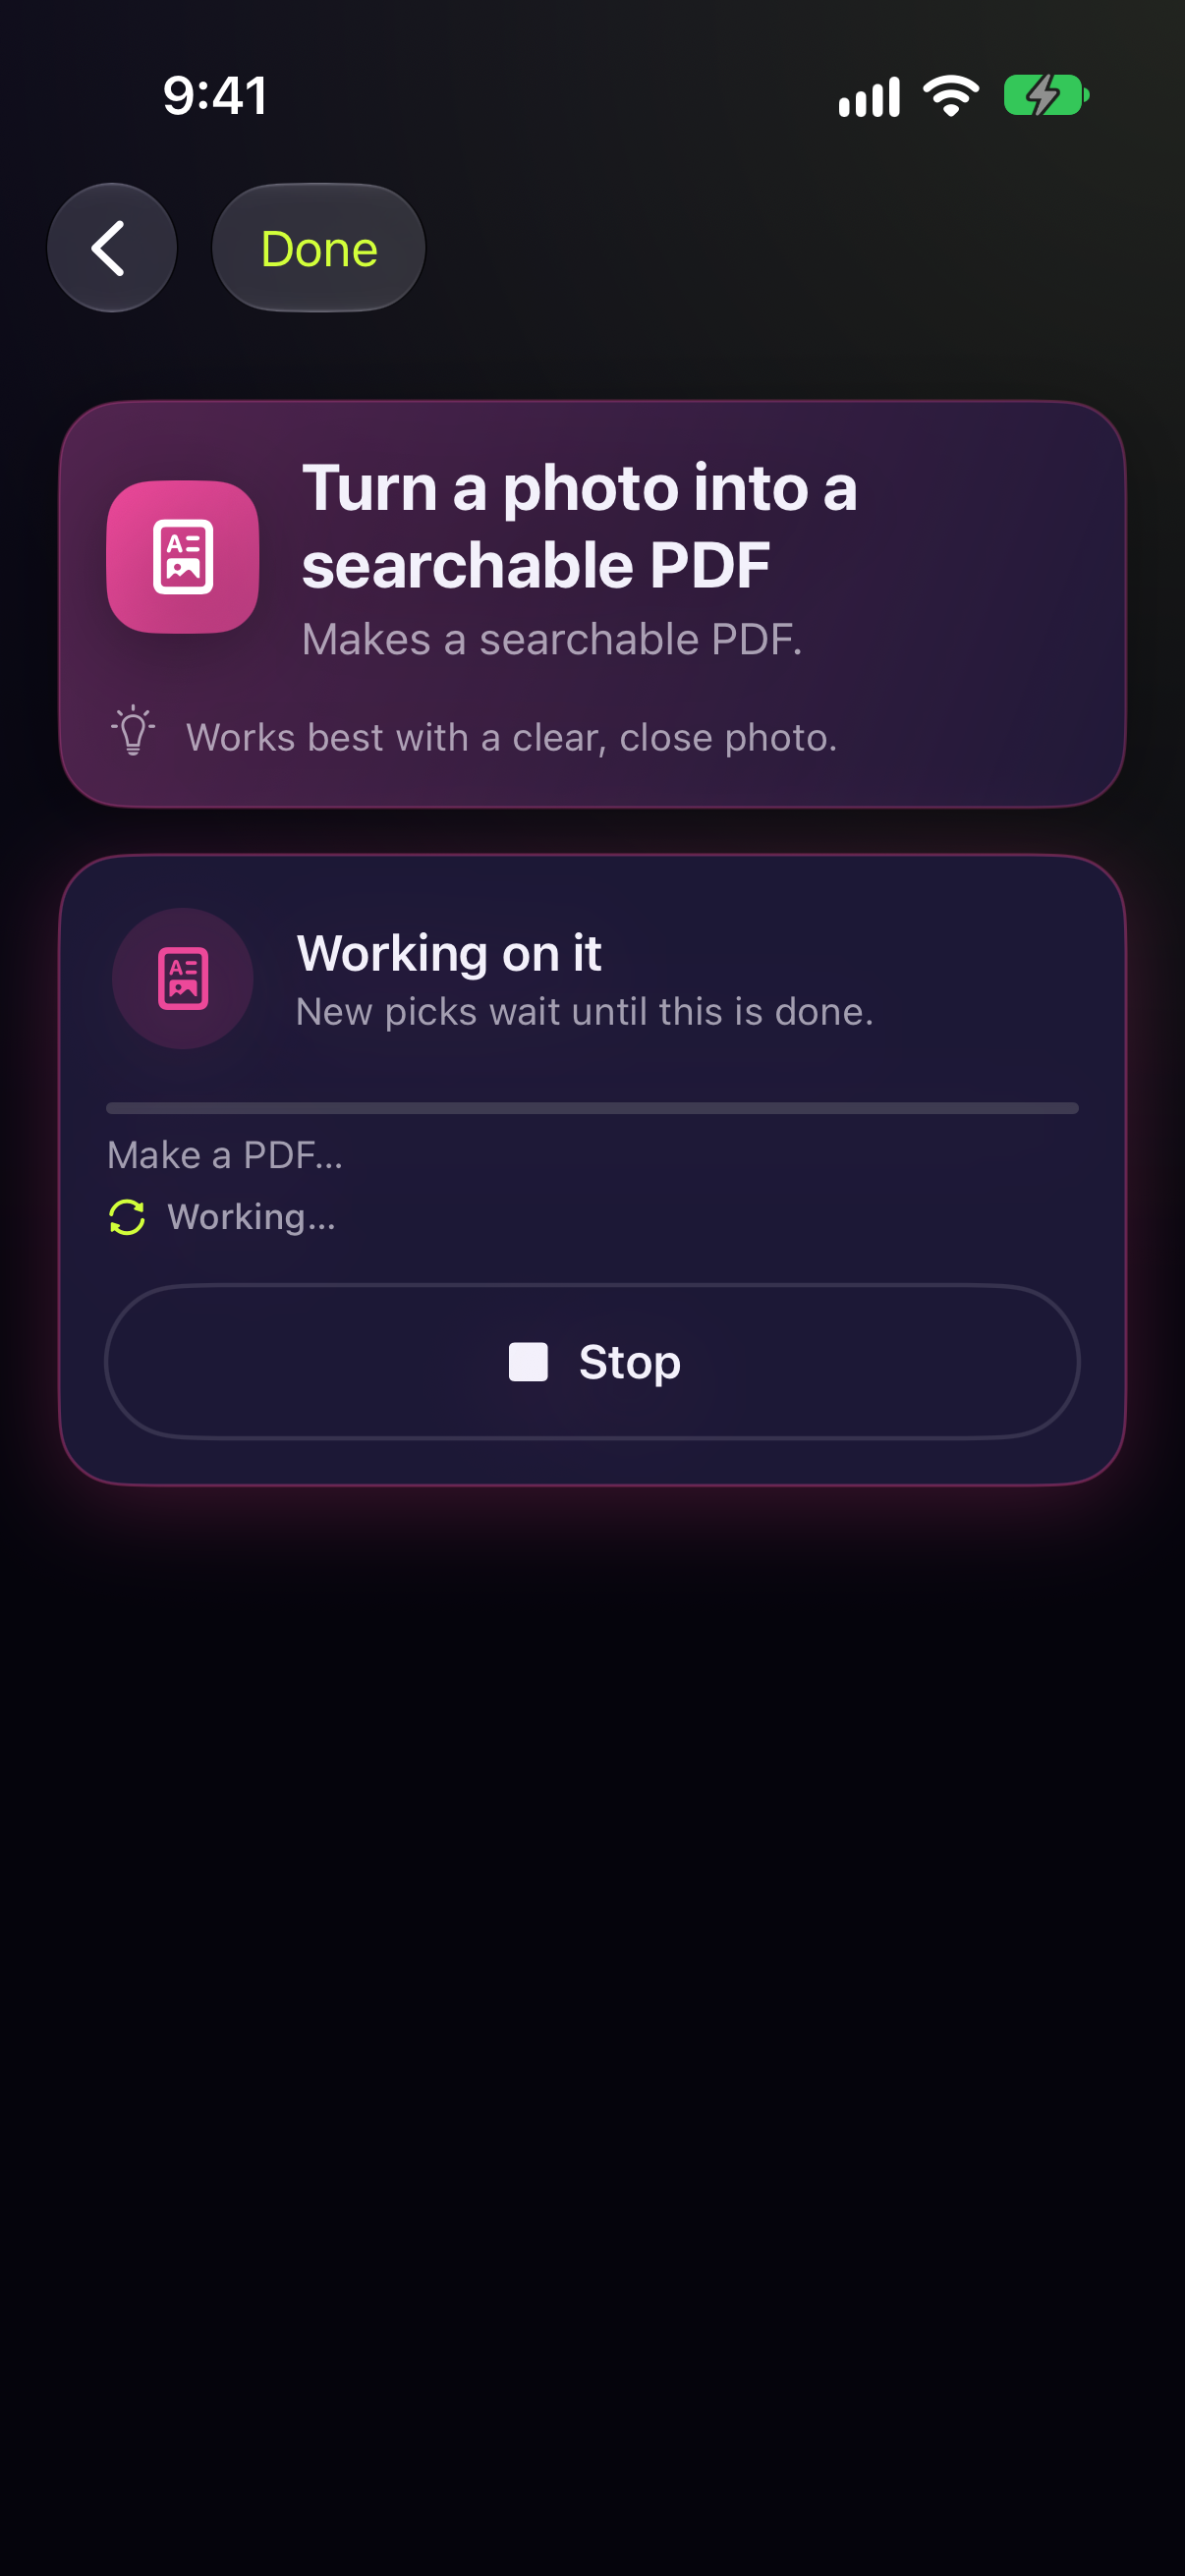 9:41
Done
Turn a photo into a
searchable PDF
Makes a searchable PDF.
Works best with a clear, close photo.
Working on it
New picks wait until this is done.
Make a PDF...
Working...
Stop